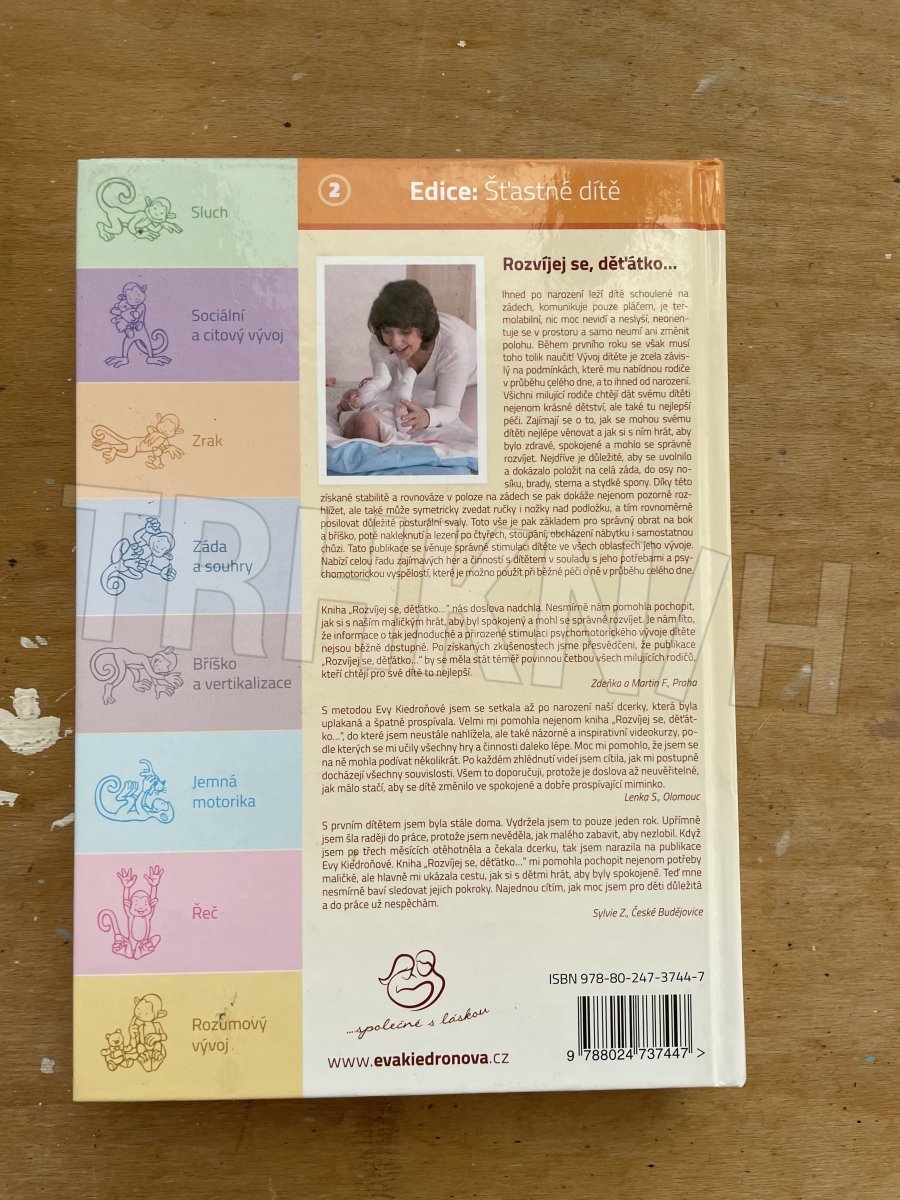 Sluch
Sociální
a citový vývoj
Zrak
Záda
a souhry
Bříško
a vertikalizace
Jemná
motorika
Řeč
Rozumový
vývoj
2
Edice: Šťastné dítě
Rozvíjej se, děťátko...
Ihned po narození leží dítě schoulené na
zádech, komunikuje pouze pláčem, je ter-
molabilní, nic moc nevidí a neslyší, neorien-
tuje se v prostoru a samo neumí ani změnit
polohu. Během prvního roku se však musí
toho tolik naučit! Vývoj dítěte je zcela závis-
lý na podmínkách, které mu nabídnou rodiče
v průběhu celého dne, a to ihned od narození.
Všichni milující rodiče chtějí dát svému dítěti
nejenom krásné dětství, ale také tu nejlepší
péči. Zajímají se o to, jak se mohou svému
dítěti nejlépe věnovat a jak si s ním hrát, aby
bylo zdravé, spokojené a mohlo se správně
rozvíjet. Nejdříve je důležité, aby se uvolnilo
a dokázalo položit na celá záda, do osy no-
síku, brady, sterna a stydké spony. Díky této
získané stabilitě a rovnováze v poloze na zádech se pak dokáže nejenom pozorně roz-
hlížet, ale také může symetricky zvedat ručky i nožky nad podložku, a tím rovnoměrně
posilovat důležité posturální svaly. Toto vše je pak základem pro správný obrat na bok
a bříško, poté nakleknutí a lezení po čtyřech, stoupání, obcházení nábytku i samostatnou
chůzi. Tato publikace se věnuje správné stimulaci dítěte ve všech oblastech jeho vývoje.
Nabízí celou řadu zajímavých her a činností s dítětem v souladu s jeho potřebami a psy-
chomotorickou vyspělostí, které je možno použít při běžné péči o ně v průběhu celého dne.
Kniha „Rozvíjej se, děťátko...“ nás doslova nadchla. Nesmírně nám pomohla pochopit,
jak si s naším maličkým hrát, aby byl spokojený a mohl se správně rozvíjet. Je nám líto,
že informace o tak jednoduché a přirozené stimulaci psychomotorického vývoje dítěte
nejsou běžně dostupné. Po získaných zkušenostech jsme přesvědčeni, že publikace
„Rozvíjej se, děťátko...“ by se měla stát téměř povinnou četbou všech milujících rodičů,
kteří chtějí pro své dítě to nejlepší.
Zdeňka a Martin F., Praha
S metodou Evy Kiedroňové jsem se setkala až po narození naší dcerky, která byla
uplakaná a špatně prospívala. Velmi mi pomohla nejenom kniha „Rozvíjej se, děťát-
ko...“, do které jsem neustále nahlížela, ale také názorné a inspirativní videokurzy, po-
dle kterých se mi učily všechny hry a činnosti daleko lépe. Moc mi pomohlo, že jsem se
na ně mohla podívat několikrát. Po každém zhlédnutí videí jsem cítila, jak mi postupně
docházejí všechny souvislosti. Všem to doporučuji, protože je doslova až neuvěřitelné,
jak málo stačí, aby se dítě změnilo ve spokojené a dobře prospívající miminko.
Lenka S., Olomouc
S prvním dítětem jsem byla stále doma. Vydržela jsem to pouze jeden rok. Upřímně
jsem šla raději do práce, protože jsem nevěděla, jak malého zabavit, aby nezlobil. Když
jsem po třech měsících otěhotněla a čekala dcerku, tak jsem narazila na publikace
Evy Kiedroňové. Kniha „Rozvíjej se, děťátko...“ mi pomohla pochopit nejenom potřeby
maličké, ale hlavně mi ukázala cestu, jak si s dětmi hrát, aby byly spokojené. Teď mne
nesmírně baví sledovat jejich pokroky. Najednou cítím, jak moc jsem pro děti důležitá
a do práce už nespěchám.
Sylvie Z., České Budějovice
...společně s láskou
www.evakiedronova.cz
ISBN 978-80-247-3744-7
9 788024 737447 >
TRHKNIH